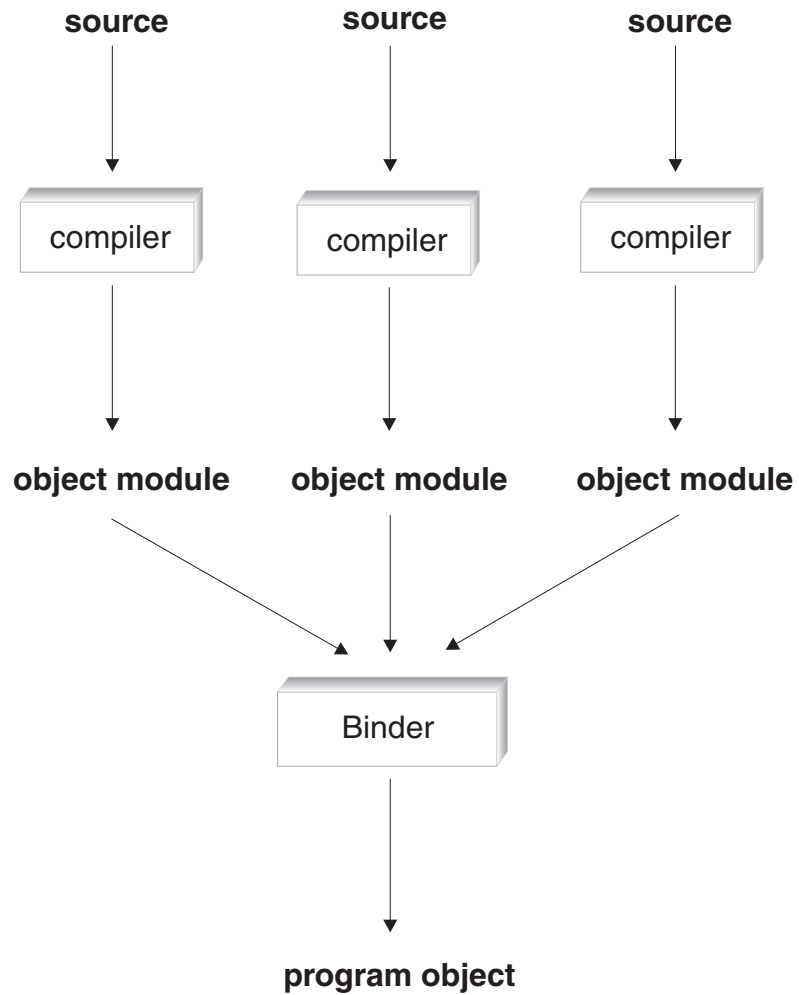 source source source
compiler compiler compiler
object module object module object module
Binder
program object